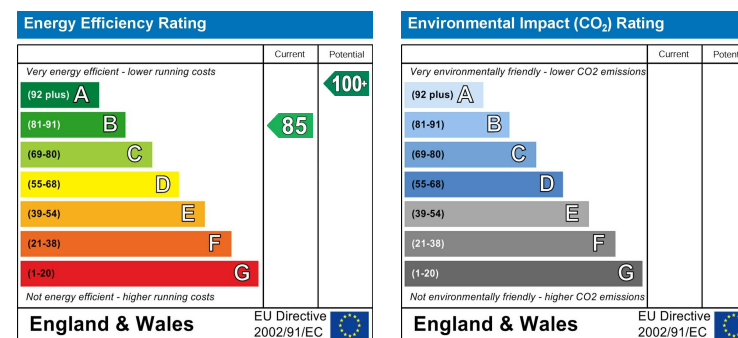 Energy Efficiency Rating
Current Potential
Very energy efficient - lower running costs
(92 plus) A
100+
(81-91) B
85
(69-80) C
(55-68) D
(39-54) E
(21-38) F
(1-20) G
Not energy efficient - higher running costs
England & Wales
EU Directive
2002/91/EC
Environmental Impact (CO₂) Rating
Current Potent
Very environmentally friendly - lower CO2 emissions
(92 plus) A
(81-91) B
(69-80) C
(55-68) D
(39-54) E
(21-38) F
(1-20) G
Not environmentally friendly - higher CO2 emissions
England & Wales
EU Directive
2002/91/EC